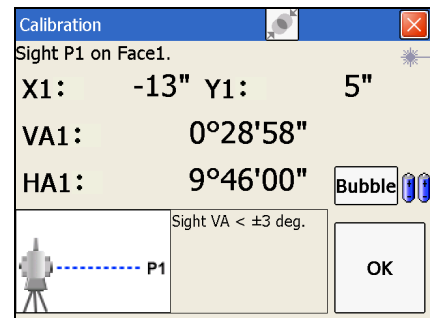 Calibration
Sight P1 on Face1.
X1: -13" Y1: 5"
VA1: 0°28'58"
HA1: 9°46'00"
Bubble
Sight VA < ±3 deg.
P1
OK